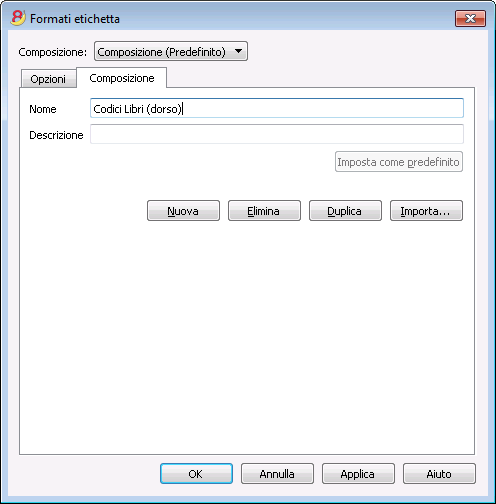 Formati etichetta
Composizione: Composizione (Predefinito)
Opzioni Composizione
Nome Codici Libri (dorso)
Descrizione
Imposta come predefinito
Nuova Elimina Duplica Importa...
OK Annulla Applica Aiuto